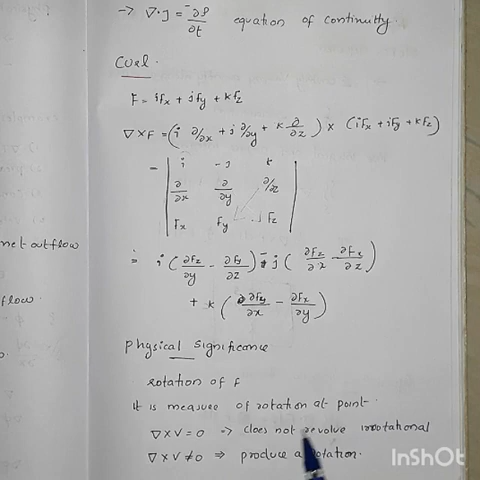 → ∇·J = -∂ρ/∂t equation of continuity.
Curl.
F = iFx + jFy + kFz
∇×F = (i ∂/∂x + j ∂/∂y + k ∂/∂z) × (iFx + jFy + kFz)
= | i -j k |
| ∂/∂x ∂/∂y ∂/∂z |
| Fx Fy Fz |
net outflow
= i(∂Fz/∂y - ∂Fy/∂z) - j(∂Fz/∂x - ∂Fx/∂z)
flow.
+ k(∂Fy/∂x - ∂Fx/∂y)
Physical significance
rotation of F
it is measure of rotation at point.
∇×V = 0 → does not revolve irrotational
∇×V ≠ 0 ⇒ produce a rotation.
InShOt